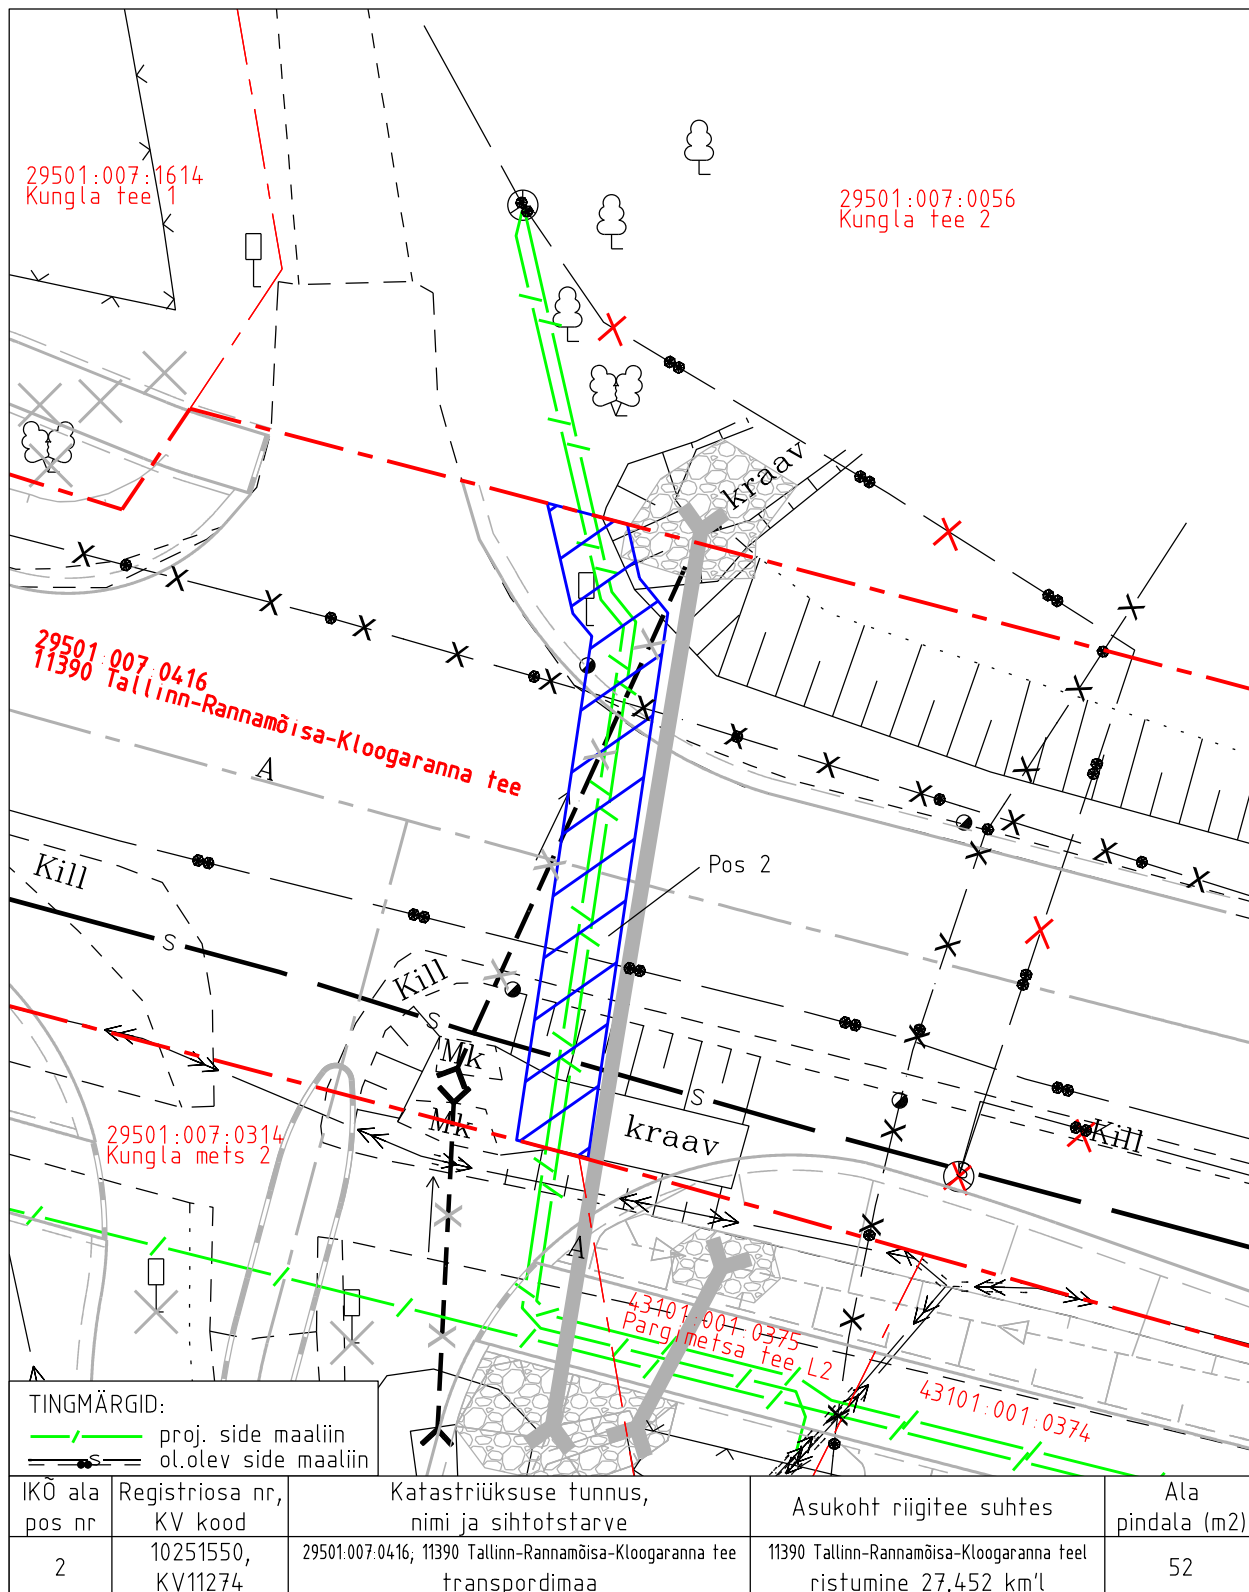 29501:007:1614
Kungla tee 1
29501:007:0056
Kungla tee 2
kraav
29501:007:0416
11390 Tallinn-Rannamõisa-Kloogaranna tee
A
Kill
Pos 2
S
Kill
S
Mk
S
Mk
kraav
Kill
29501:007:0314
Kungla mets 2
A
43101:001:0375
Pargimetsa tee L2
43101:001:0374
TINGMÄRGID:
proj. side maaliin
S
ol.olev side maaliin
IKÕ ala pos nr
Registriosa nr, KV kood
Katastriüksuse tunnus, nimi ja sihtotstarve
Asukoht riigitee suhtes
Ala pindala (m2)
2
10251550, KV11274
29501:007:0416; 11390 Tallinn-Rannamõisa-Kloogaranna tee transpordimaa
11390 Tallinn-Rannamõisa-Kloogaranna teel ristumine 27,452 km'l
52